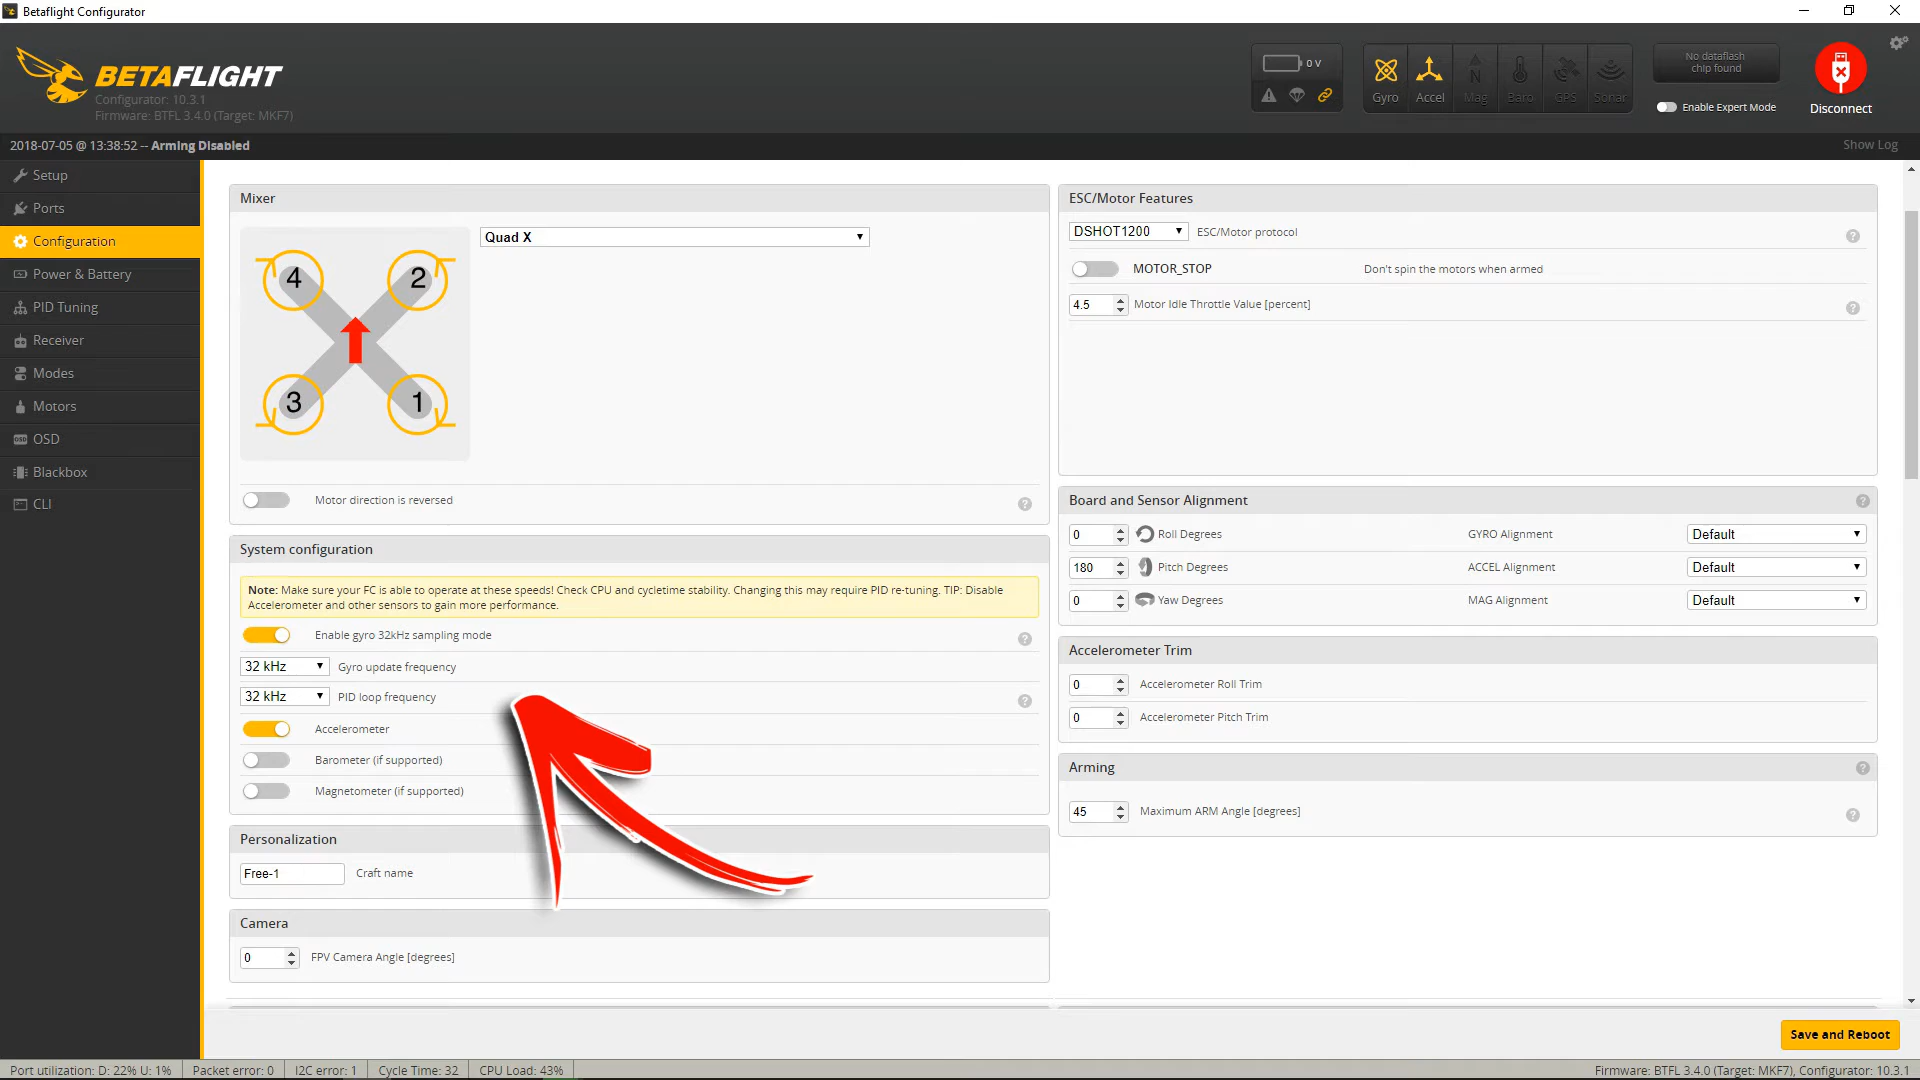 Betaflight Configurator
BETAFLIGHT
Configurator: 10.3.1
Firmware: BTFL 3.4.0 (Target: MKF7)
0 V
Gyro
Accel
Mag
Baro
GPS
Sonar
No dataflash
chip found
Enable Expert Mode
Disconnect
2018-07-05 @ 13:38:52 -- Arming Disabled
Show Log
Setup
Ports
Configuration
Power & Battery
PID Tuning
Receiver
Modes
Motors
OSD
Blackbox
CLI
Mixer
Quad X
4
2
3
1
Motor direction is reversed
System configuration
Note: Make sure your FC is able to operate at these speeds! Check CPU and cycletime stability. Changing this may require PID re-tuning. TIP: Disable
Accelerometer and other sensors to gain more performance.
Enable gyro 32kHz sampling mode
32 kHz Gyro update frequency
32 kHz PID loop frequency
Accelerometer
Barometer (if supported)
Magnetometer (if supported)
Personalization
Free-1 Craft name
Camera
0 FPV Camera Angle [degrees]
ESC/Motor Features
DSHOT1200 ESC/Motor protocol
MOTOR_STOP Don't spin the motors when armed
4.5 Motor Idle Throttle Value [percent]
Board and Sensor Alignment
0 Roll Degrees GYRO Alignment Default
180 Pitch Degrees ACCEL Alignment Default
0 Yaw Degrees MAG Alignment Default
Accelerometer Trim
0 Accelerometer Roll Trim
0 Accelerometer Pitch Trim
Arming
45 Maximum ARM Angle [degrees]
Save and Reboot
Port utilization: D: 22% U: 1% Packet error: 0 I2C error: 1 Cycle Time: 32 CPU Load: 43% Firmware: BTFL 3.4.0 (Target: MKF7), Configurator: 10.3.1